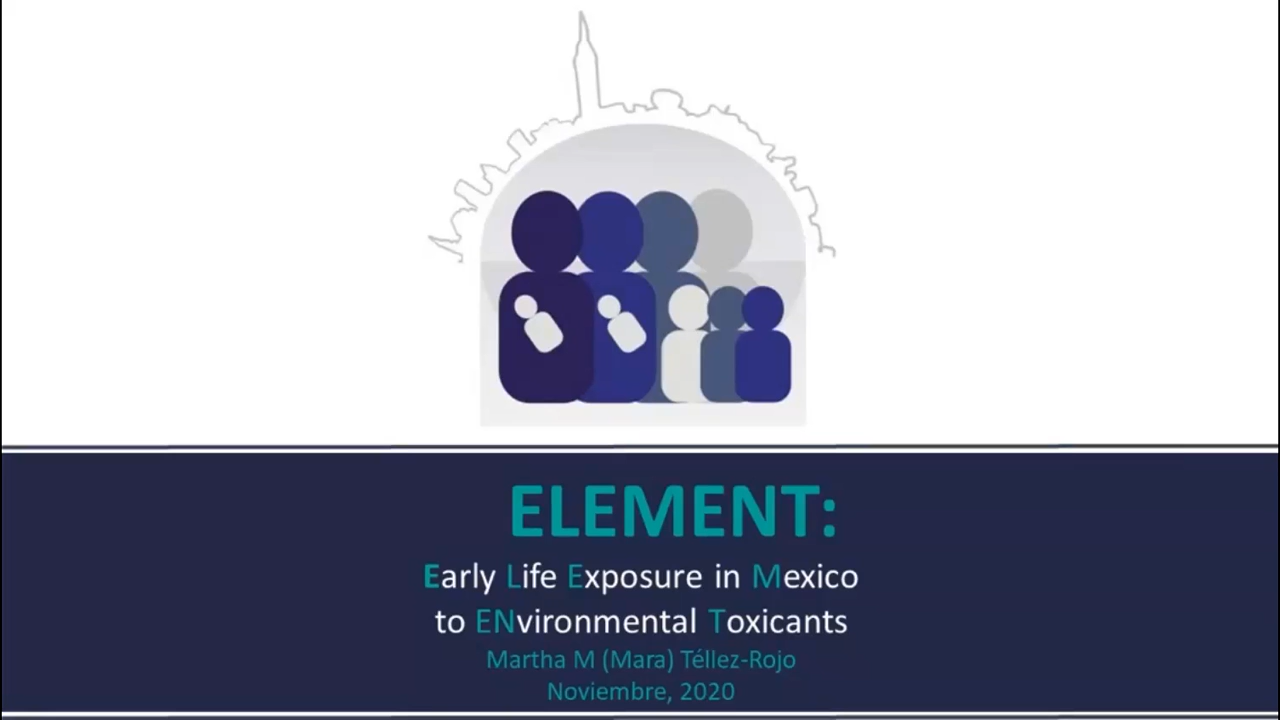 ELEMENT:
Early Life Exposure in Mexico
to ENvironmental Toxicants
Martha M (Mara) Téllez-Rojo
Noviembre, 2020